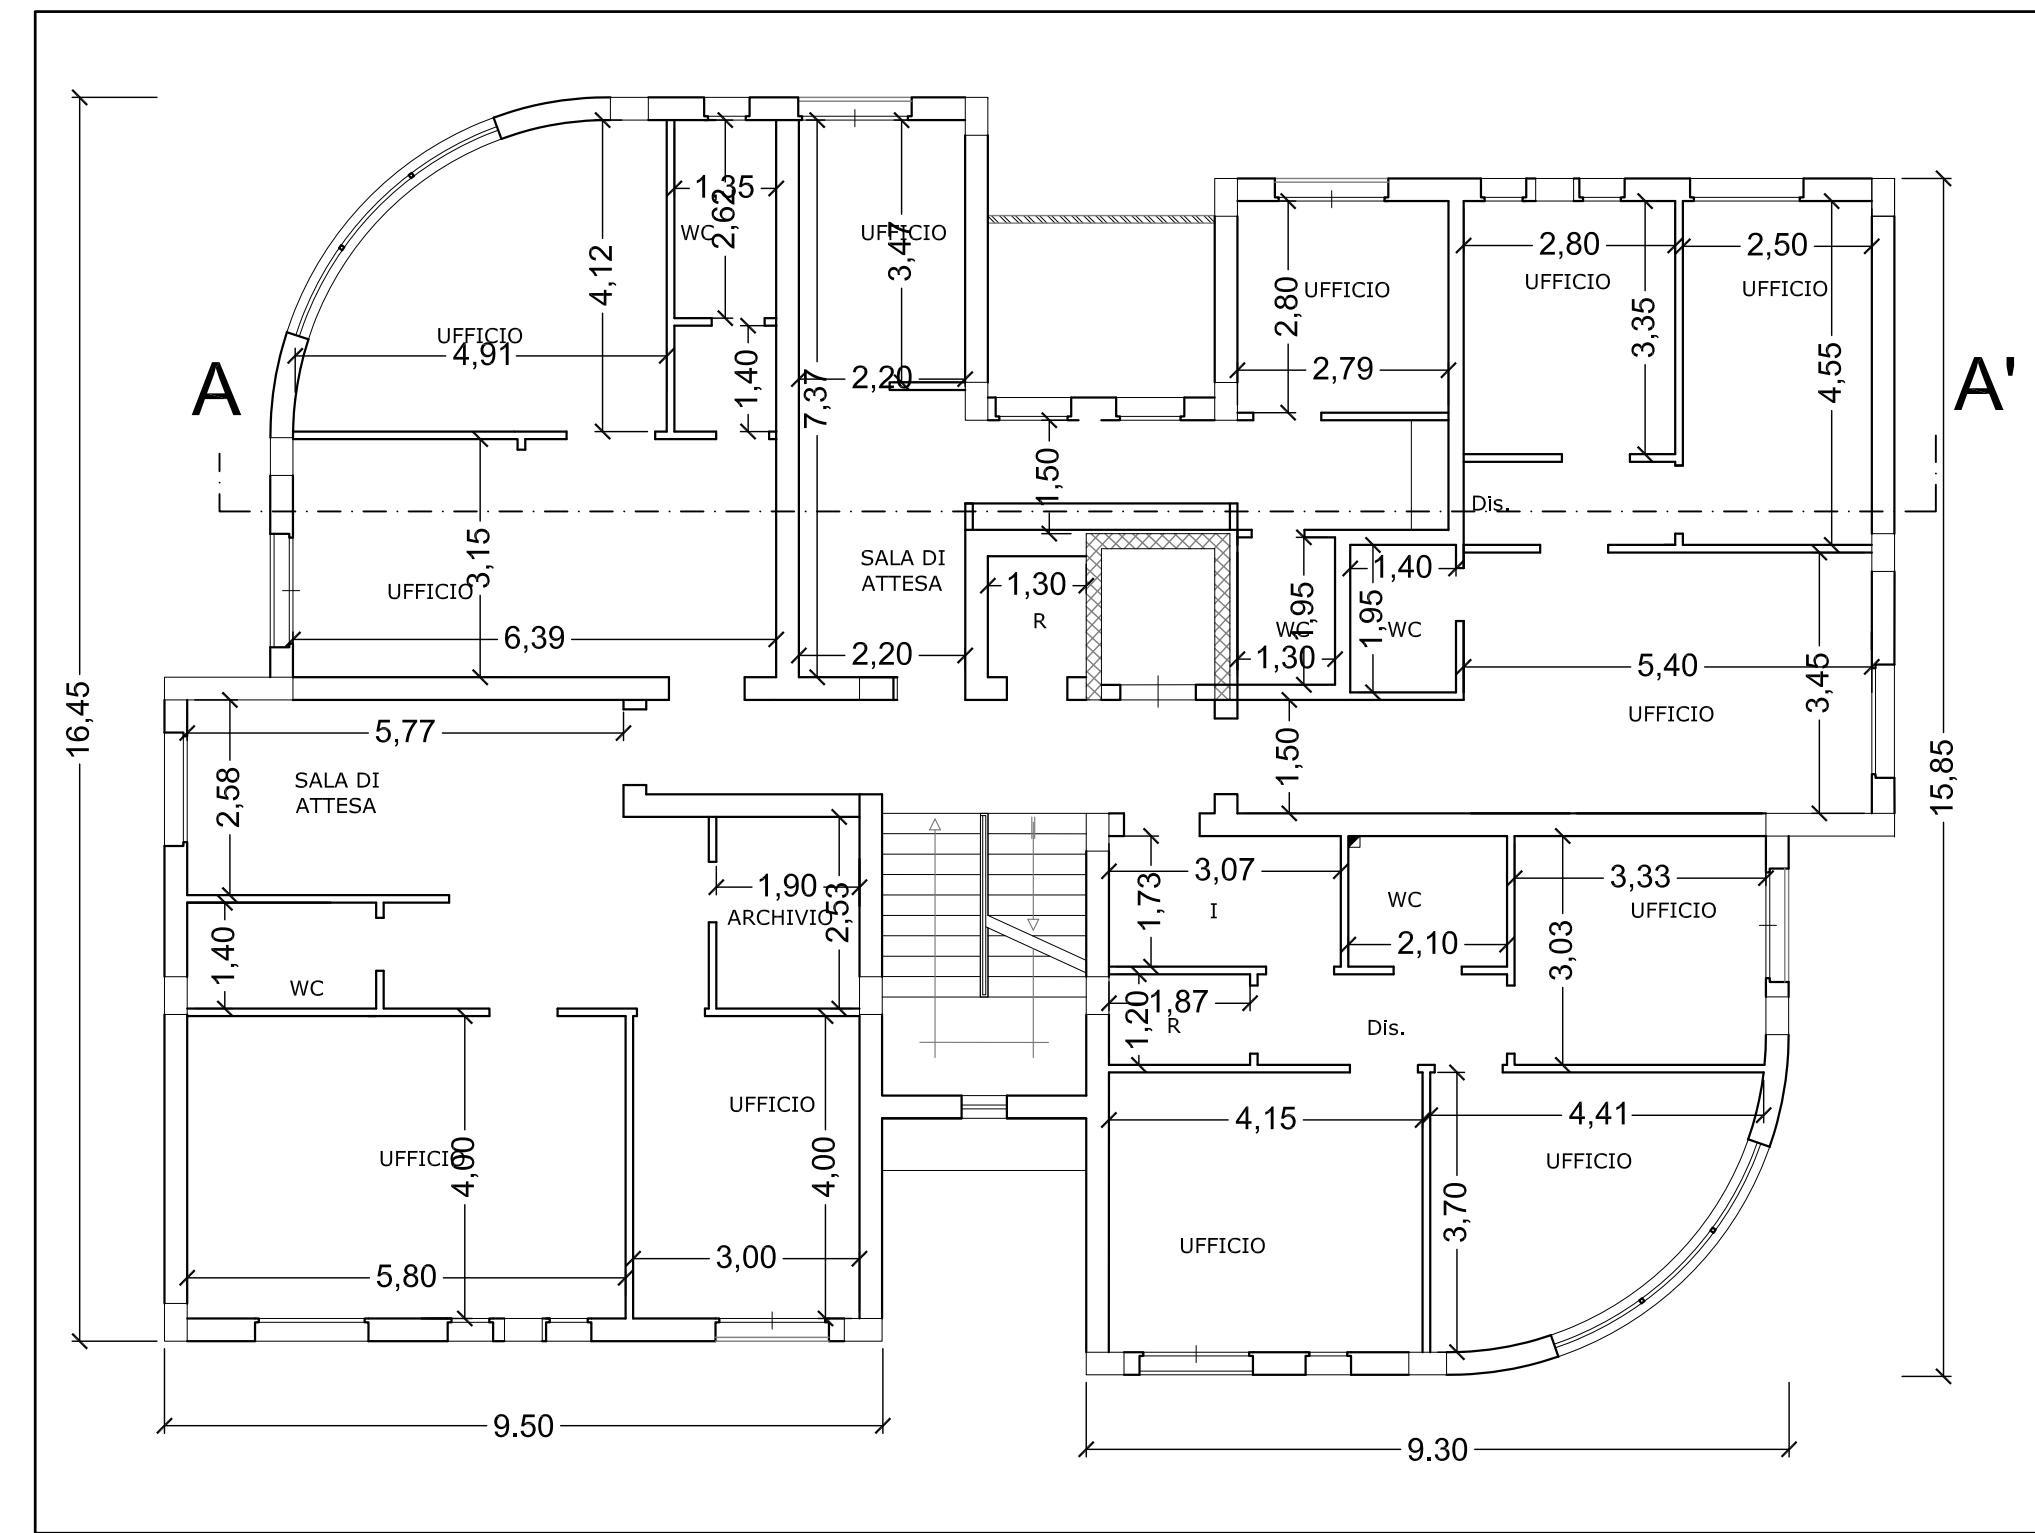 1,35
2,62
WC
UFFICIO
3,47
4,12
UFFICIO
4,91
1,40
2,20
7,37
A
2,80
UFFICIO
2,79
2,80
UFFICIO
3,35
2,50
UFFICIO
4,55
A'
1,50
Dis.
3,15
UFFICIO
6,39
SALA DI
ATTESA
2,20
1,30
R
1,95
WC
1,30
1,40
1,95
WC
5,40
3,45
UFFICIO
16,45
15,85
5,77
2,58
SALA DI
ATTESA
1,50
1,90
ARCHIVIO
2,53
1,40
WC
3,07
1,73
I
WC
2,10
3,33
UFFICIO
3,03
1,87
1,20
R
Dis.
UFFICIO
4,00
5,80
UFFICIO
4,00
3,00
4,15
UFFICIO
4,41
UFFICIO
3,70
9.50
9.30